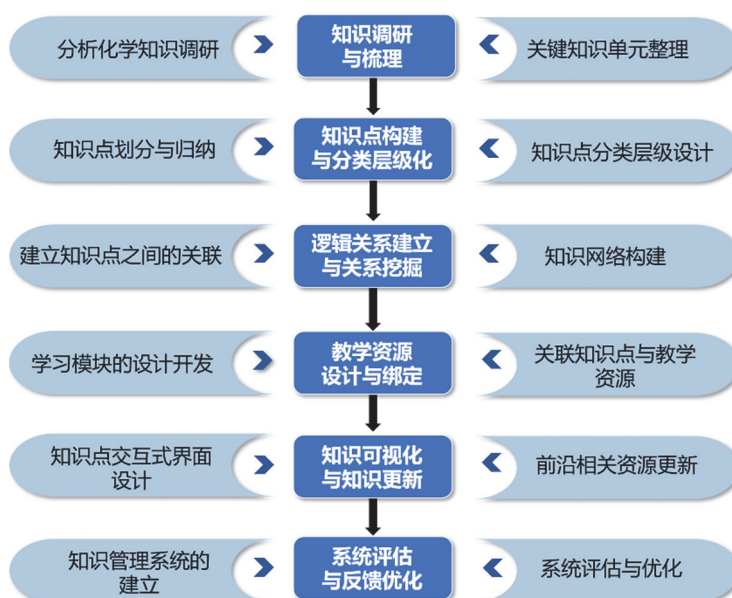 分析化学知识调研
知识调研
与梳理
关键知识单元整理
知识点划分与归纳
知识点构建
与分类层级化
知识点分类层级设计
建立知识点之间的关联
逻辑关系建立
与关系挖掘
知识网络构建
学习模块的设计开发
教学资源
设计与绑定
关联知识点与教学
资源
知识点交互式界面
设计
知识可视化
与知识更新
前沿相关资源更新
知识管理系统的
建立
系统评估
与反馈优化
系统评估与优化